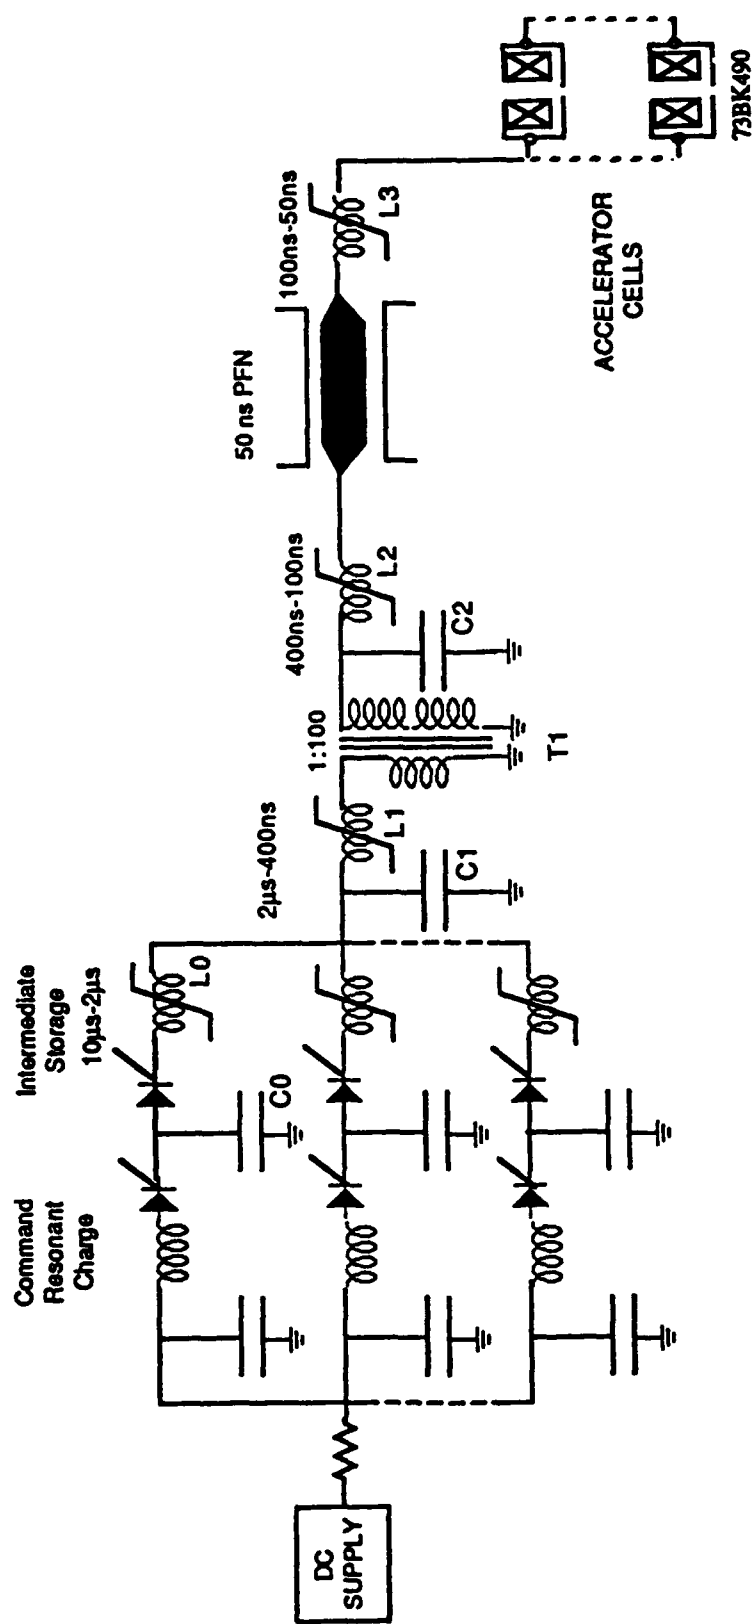 DC
SUPPLY
Command
Resonant
Charge
Intermediate
Storage
10μs-2μs
C0
L0
2μs-400ns
C1
L1
1:100
T1
C2
400ns-100ns
L2
50 ns PFN
100ns-50ns
L3
ACCELERATOR
CELLS
73BK490